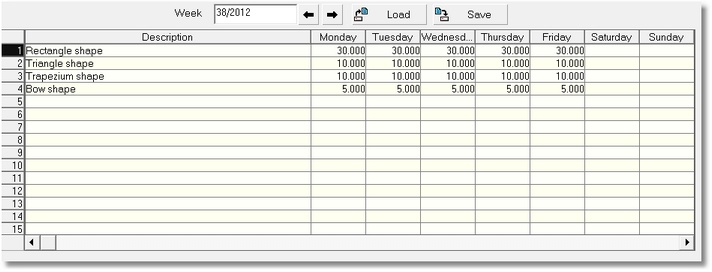 Week 38/2012 Load Save
Description Monday Tuesday Wednesd... Thursday Friday Saturday Sunday
1 Rectangle shape 30.000 30.000 30.000 30.000 30.000
2 Triangle shape 10.000 10.000 10.000 10.000 10.000
3 Trapezium shape 10.000 10.000 10.000 10.000 10.000
4 Bow shape 5.000 5.000 5.000 5.000 5.000
5
6
7
8
9
10
11
12
13
14
15